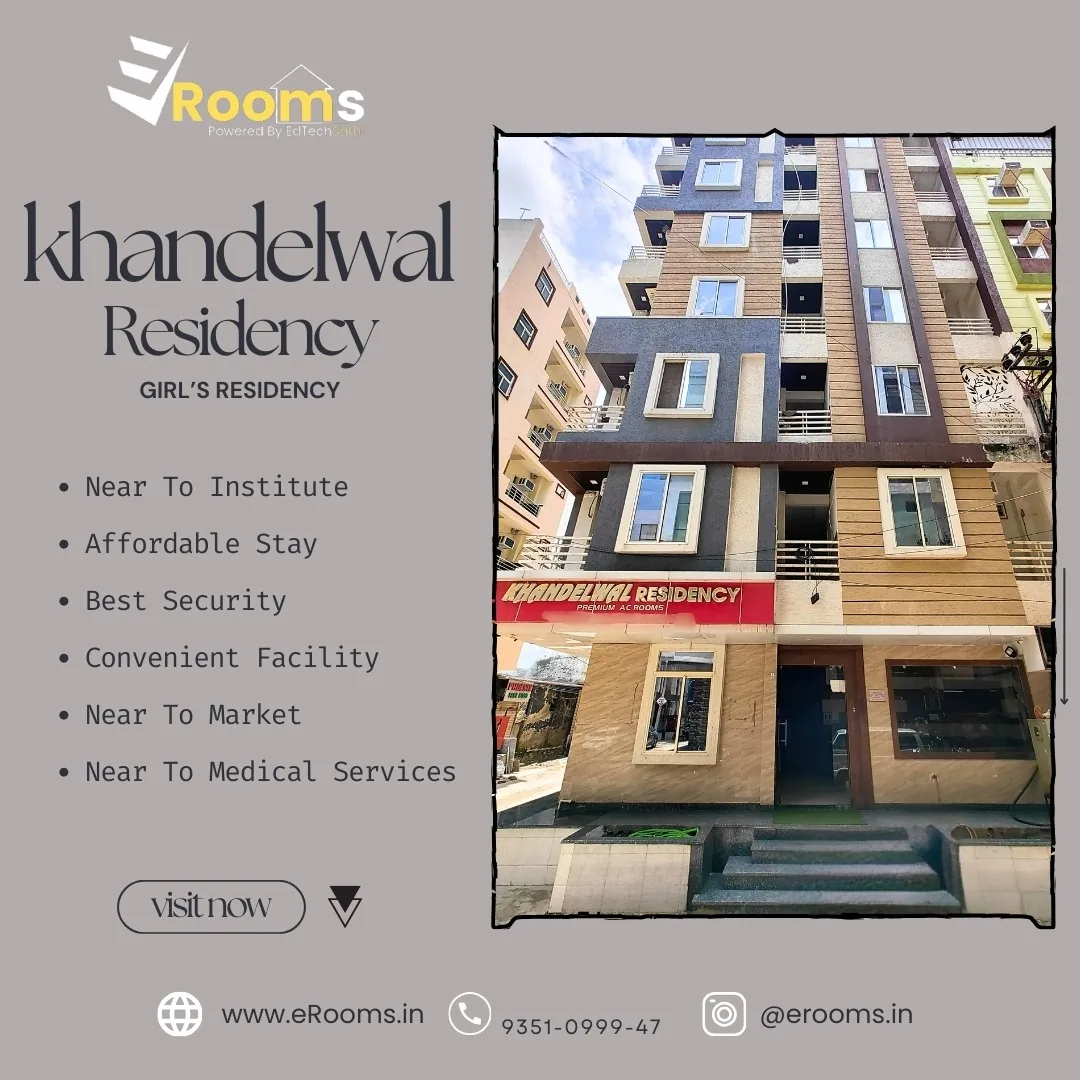 Rooms
Powered By EdTech
khandelwal
Residency
GIRL'S RESIDENCY
• Near To Institute
• Affordable Stay
• Best Security
• Convenient Facility
• Near To Market
• Near To Medical Services
KHANDELWAL RESIDENCY
PREMIUM AC ROOMS
visit now
www.eRooms.in
9351-0999-47
@erooms.in